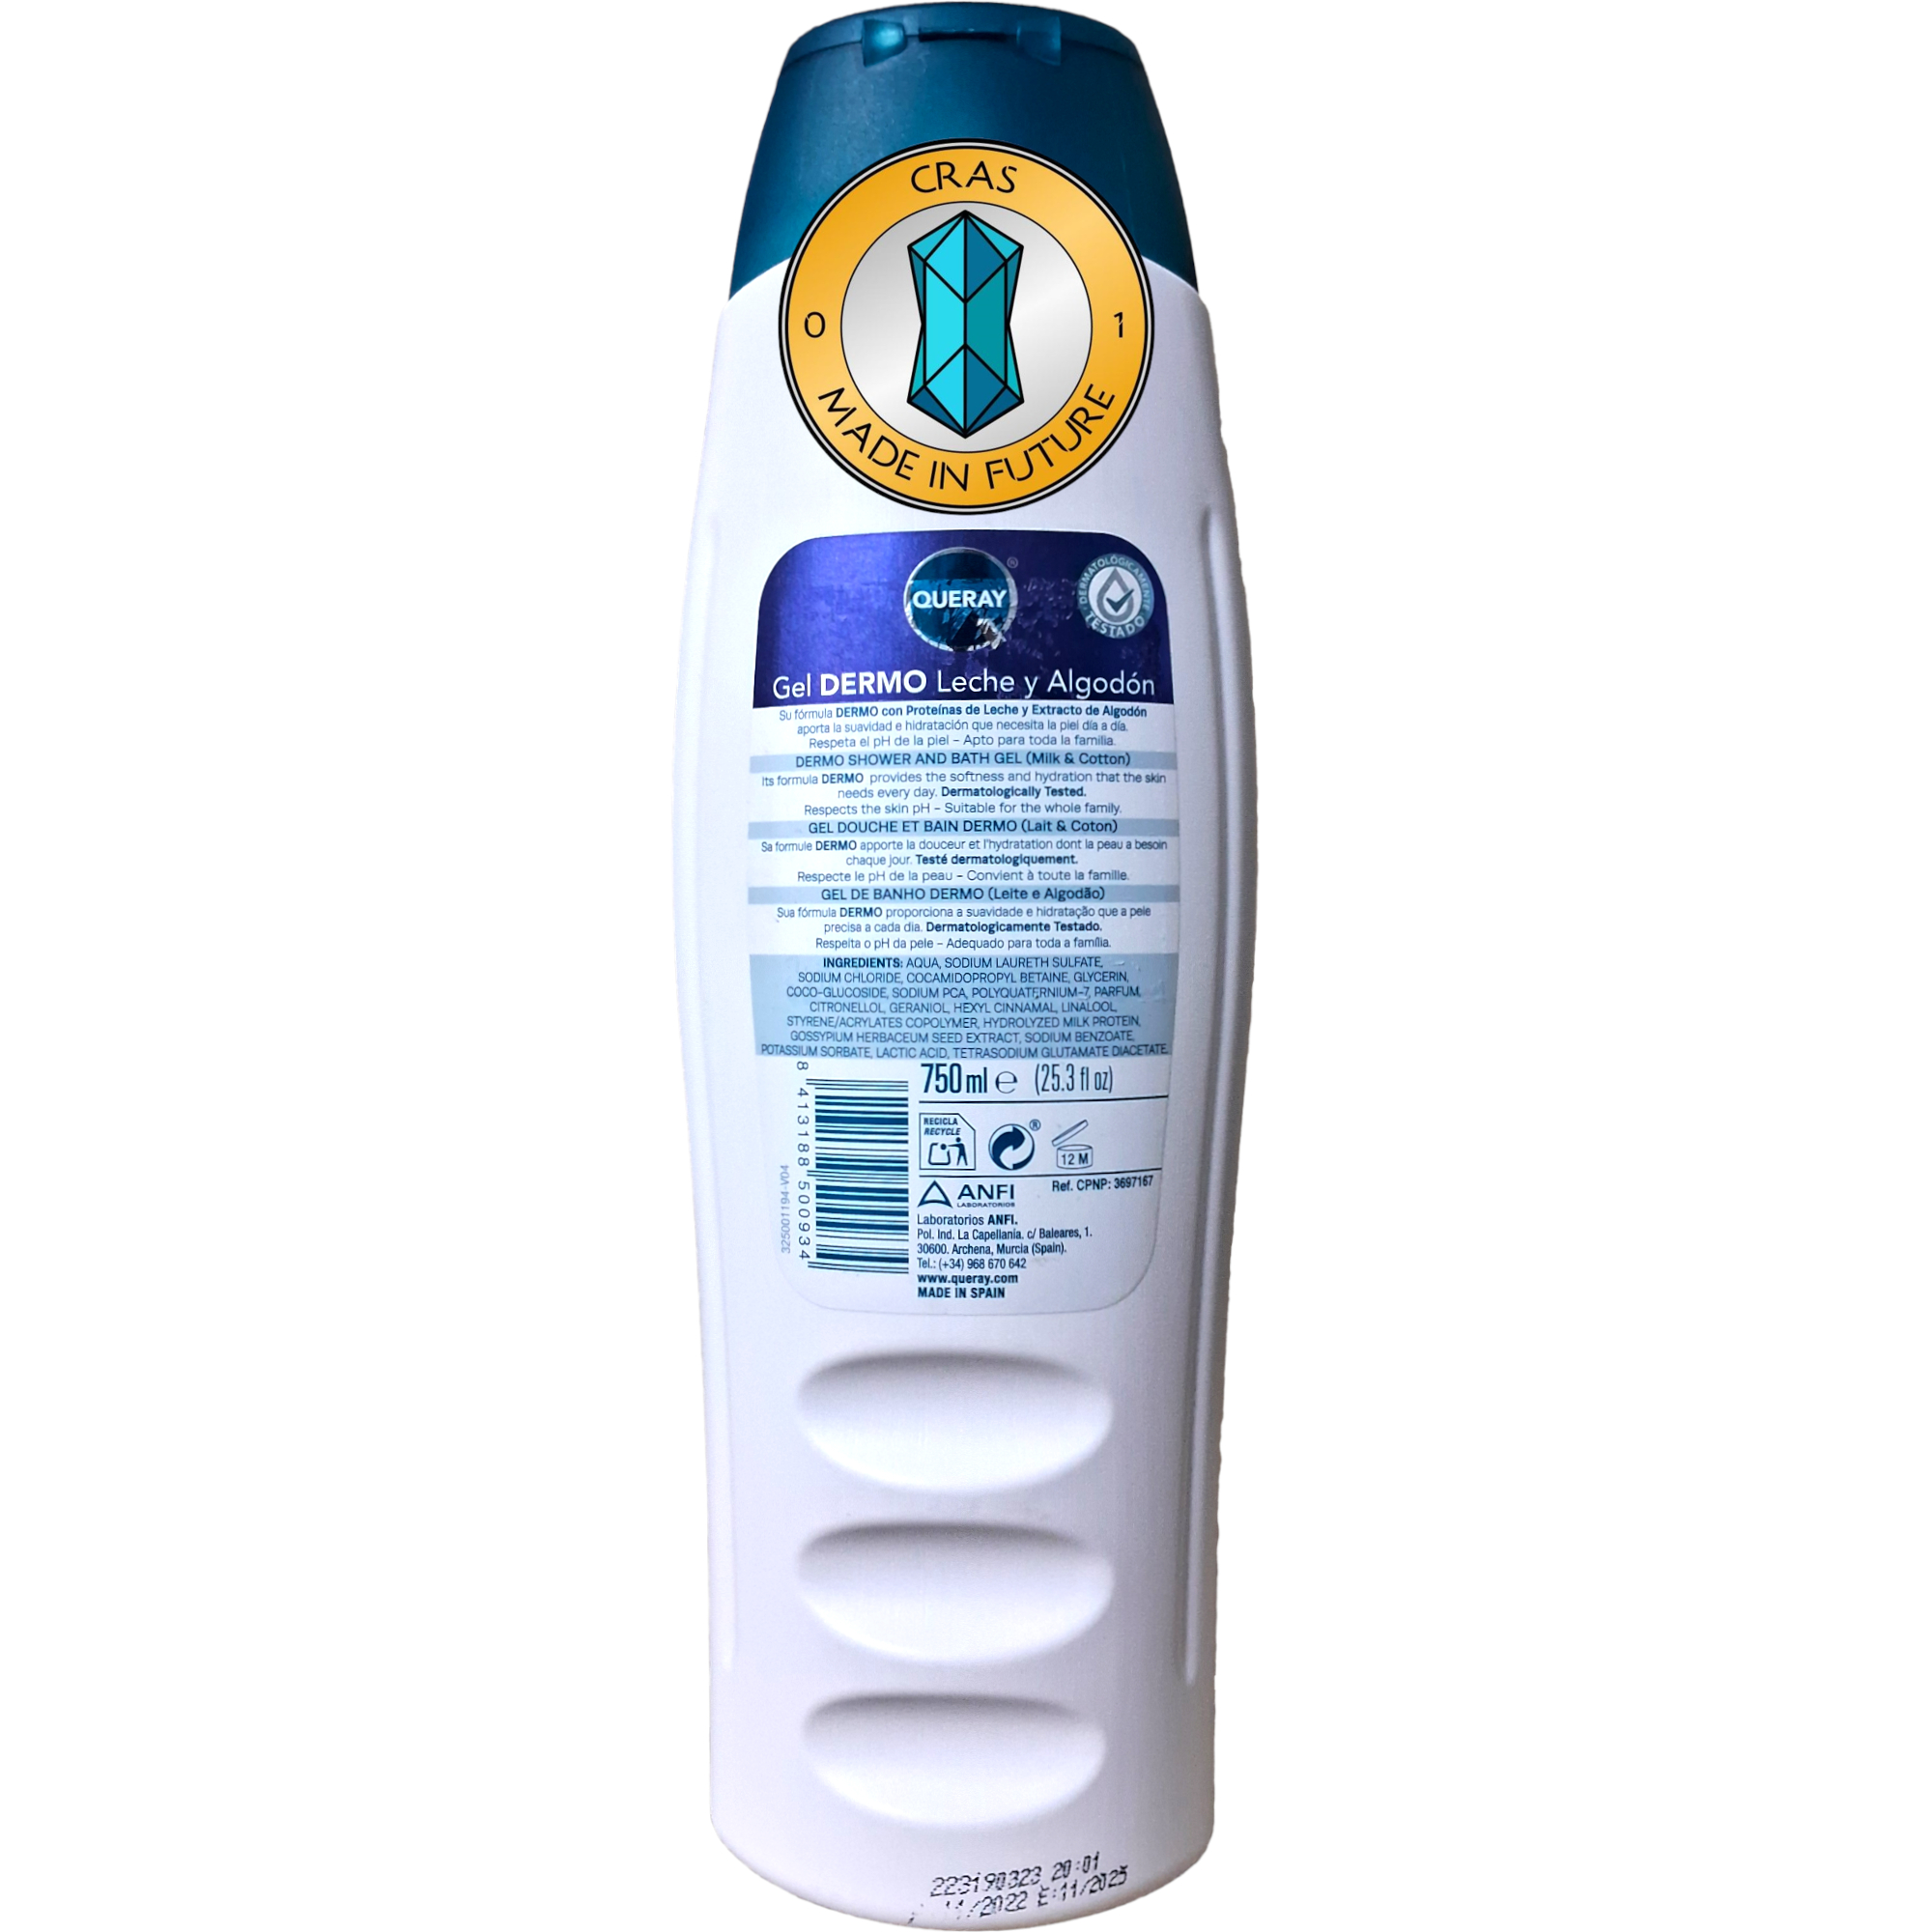 CRAS
0 1
MADE IN FUTURE
QUERAY ®
DERMATOLÓGICAMENTE TESTADO
Gel DERMO Leche y Algodón
Su fórmula DERMO con Proteínas de Leche y Extracto de Algodón
aporta la suavidad e hidratación que necesita la piel día a día.
Respeta el pH de la piel – Apto para toda la familia.
DERMO SHOWER AND BATH GEL (Milk & Cotton)
Its formula DERMO provides the softness and hydration that the skin
needs every day. Dermatologically Tested.
Respects the skin pH – Suitable for the whole family.
GEL DOUCHE ET BAIN DERMO (Lait & Coton)
Sa formule DERMO apporte la douceur et l'hydratation dont la peau a besoin
chaque jour. Testé dermatologiquement.
Respecte le pH de la peau – Convient à toute la famille.
GEL DE BANHO DERMO (Leite e Algodão)
Sua fórmula DERMO proporciona a suavidade e hidratação que a pele
precisa a cada dia. Dermatologicamente Testado.
Respeita o pH da pele – Adequado para toda a família.
INGREDIENTS: AQUA, SODIUM LAURETH SULFATE,
SODIUM CHLORIDE, COCAMIDOPROPYL BETAINE, GLYCERIN,
COCO-GLUCOSIDE, SODIUM PCA, POLYQUATERNIUM-7, PARFUM,
CITRONELLOL, GERANIOL, HEXYL CINNAMAL, LINALOOL,
STYRENE/ACRYLATES COPOLYMER, HYDROLYZED MILK PROTEIN,
GOSSYPIUM HERBACEUM SEED EXTRACT, SODIUM BENZOATE,
POTASSIUM SORBATE, LACTIC ACID, TETRASODIUM GLUTAMATE DIACETATE.
750 ml e (25.3 fl oz)
8 413188 500934
325001194-V04
RECICLA
RECYCLE
®
12 M
ANFI
LABORATORIOS
Ref. CPNP: 3697167
Laboratorios ANFI.
Pol. Ind. La Capellanía. c/ Baleares, 1.
30600. Archena, Murcia (Spain).
Tel.: (+34) 968 670 642
www.queray.com
MADE IN SPAIN
223190323 20:01
11/2022 E:11/2025